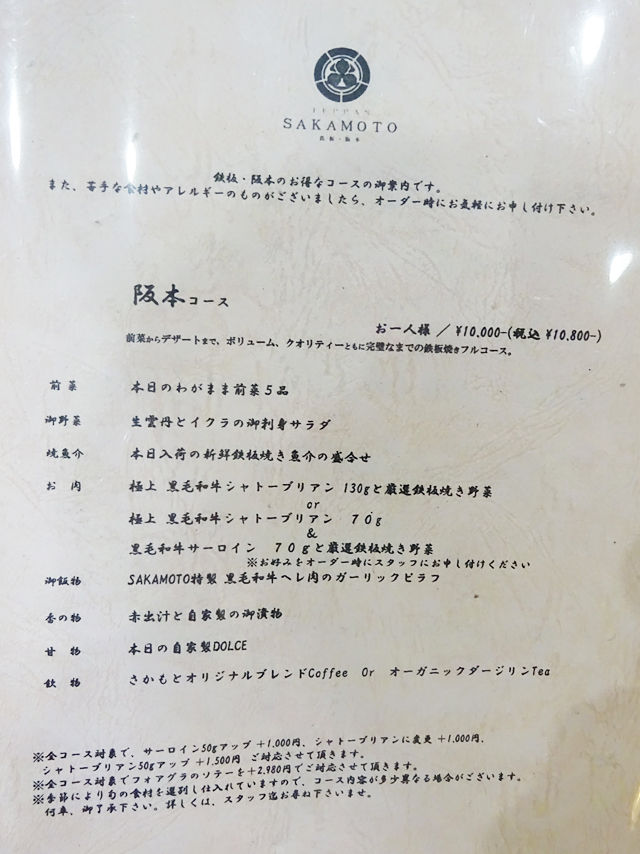 TEPPAN
SAKAMOTO
鉄板・阪本
鉄板・阪本のお得なコースの御案内です。
また、苦手な食材やアレルギーのものがございましたら、オーダー時にお気軽にお申し付け下さい。
阪本コース
お一人様 / ¥10,000-(税込 ¥10,800-)
前菜からデザートまで、ボリューム、クオリティーともに完璧なまでの鉄板焼きフルコース。
前菜 本日のわがまま前菜5品
御野菜 生雲丹とイクラの御刺身サラダ
焼魚介 本日入荷の新鮮鉄板焼き魚介の盛合せ
お肉 極上 黒毛和牛シャトーブリアン 130gと厳選鉄板焼き野菜
or
極上 黒毛和牛シャトーブリアン 70g
&
黒毛和牛サーロイン 70gと厳選鉄板焼き野菜
※お好みをオーダー時にスタッフにお申し付けください
御飯物 SAKAMOTO特製 黒毛和牛ヘレ肉のガーリックピラフ
香の物 赤出汁と自家製の御漬物
甘物 本日の自家製DOLCE
飲物 さかもとオリジナルブレンドCoffee Or オーガニックダージリンTea
※全コース対象で、サーロイン50gアップ +1,000円、シャトーブリアンに変更 +1,000円、
シャトーブリアン50gアップ +1,500円 ご対応させて頂きます。
※全コース対象でフォアグラのソテーを+2,980円でご対応させて頂きます。
※季節により旬の食材を選別し仕入れていますので、コース内容が多少異なる場合がございます。
何卒、御了承下さい。詳しくは、スタッフ迄お尋ね下さいませ。